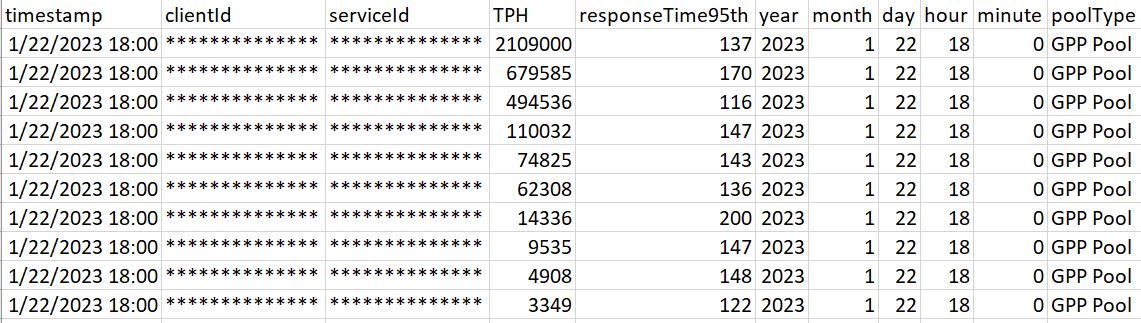 timestamp clientId serviceId TPH responseTime95th year month day hour minute poolType
1/22/2023 18:00 ************** ************** 2109000 137 2023 1 22 18 0 GPP Pool
1/22/2023 18:00 ************** ************** 679585 170 2023 1 22 18 0 GPP Pool
1/22/2023 18:00 ************** ************** 494536 116 2023 1 22 18 0 GPP Pool
1/22/2023 18:00 ************** ************** 110032 147 2023 1 22 18 0 GPP Pool
1/22/2023 18:00 ************** ************** 74825 143 2023 1 22 18 0 GPP Pool
1/22/2023 18:00 ************** ************** 62308 136 2023 1 22 18 0 GPP Pool
1/22/2023 18:00 ************** ************** 14336 200 2023 1 22 18 0 GPP Pool
1/22/2023 18:00 ************** ************** 9535 147 2023 1 22 18 0 GPP Pool
1/22/2023 18:00 ************** ************** 4908 148 2023 1 22 18 0 GPP Pool
1/22/2023 18:00 ************** ************** 3349 122 2023 1 22 18 0 GPP Pool